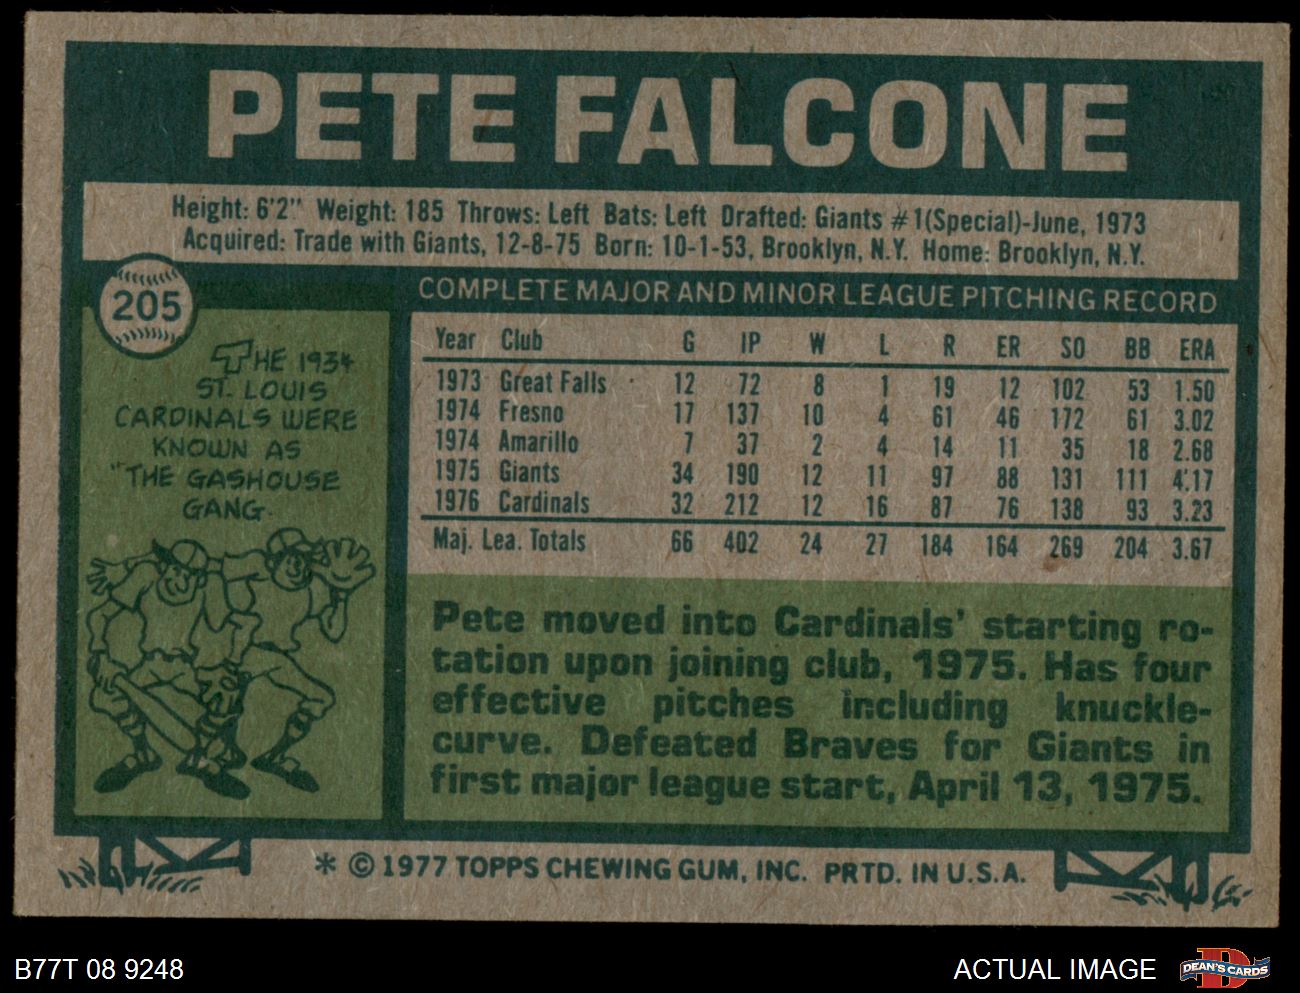 PETE FALCONE
Height: 6'2" Weight: 185 Throws: Left Bats: Left Drafted: Giants #1(Special)-June, 1973
Acquired: Trade with Giants, 12-8-75 Born: 10-1-53, Brooklyn, N.Y. Home: Brooklyn, N.Y.
205
THE 1934
ST. LOUIS
CARDINALS WERE
KNOWN AS
"THE GASHOUSE
GANG.
COMPLETE MAJOR AND MINOR LEAGUE PITCHING RECORD
Year Club G IP W L R ER SO BB ERA
1973 Great Falls 12 72 8 1 19 12 102 53 1.50
1974 Fresno 17 137 10 4 61 46 172 61 3.02
1974 Amarillo 7 37 2 4 14 11 35 18 2.68
1975 Giants 34 190 12 11 97 88 131 111 4.17
1976 Cardinals 32 212 12 16 87 76 138 93 3.23
Maj. Lea. Totals 66 402 24 27 184 164 269 204 3.67
Pete moved into Cardinals' starting ro-
tation upon joining club, 1975. Has four
effective pitches including knuckle-
curve. Defeated Braves for Giants in
first major league start, April 13, 1975.
* © 1977 TOPPS CHEWING GUM, INC. PRTD. IN U.S.A.
B77T 08 9248
ACTUAL IMAGE
DEAN'S CARDS